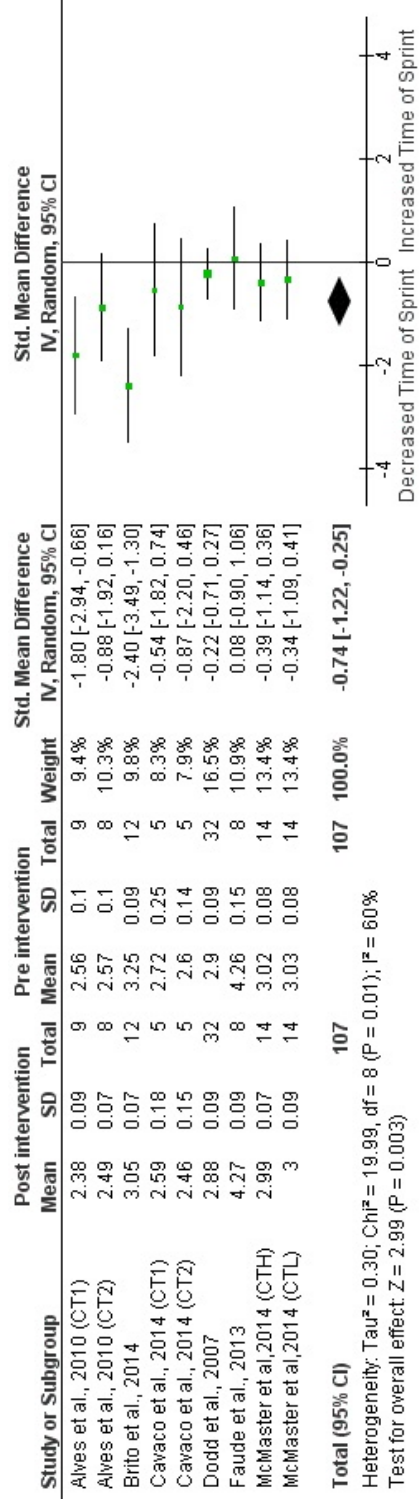 Post intervention Pre intervention Std. Mean Difference Std. Mean Difference
Study or Subgroup Mean SD Total Mean SD Total Weight IV, Random, 95% CI IV, Random, 95% CI
Alves et al., 2010 (CT1) 2.38 0.09 9 2.56 0.1 9 9.4% -1.80 [-2.94, -0.66]
Alves et al., 2010 (CT2) 2.49 0.07 8 2.57 0.1 8 10.3% -0.88 [-1.92, 0.16]
Brito et al., 2014 3.05 0.07 12 3.25 0.09 12 9.8% -2.40 [-3.49, -1.30]
Cavaco et al., 2014 (CT1) 2.59 0.18 5 2.72 0.25 5 8.3% -0.54 [-1.82, 0.74]
Cavaco et al., 2014 (CT2) 2.46 0.15 5 2.6 0.14 5 7.9% -0.87 [-2.20, 0.46]
Dodd et al., 2007 2.88 0.09 32 2.9 0.09 32 16.5% -0.22 [-0.71, 0.27]
Faude et al., 2013 4.27 0.09 8 4.26 0.15 8 10.9% 0.08 [-0.90, 1.06]
McMaster et al,2014 (CTH) 2.99 0.07 14 3.02 0.08 14 13.4% -0.39 [-1.14, 0.36]
McMaster et al,2014 (CTL) 3 0.09 14 3.03 0.08 14 13.4% -0.34 [-1.09, 0.41]
Total (95% CI) 107 107 100.0% -0.74 [-1.22, -0.25]
Heterogeneity: Tau² = 0.30; Chi² = 19.99, df = 8 (P = 0.01); I² = 60%
Test for overall effect: Z = 2.99 (P = 0.003)
-4 -2 0 2 4
Decreased Time of Sprint Increased Time of Sprint